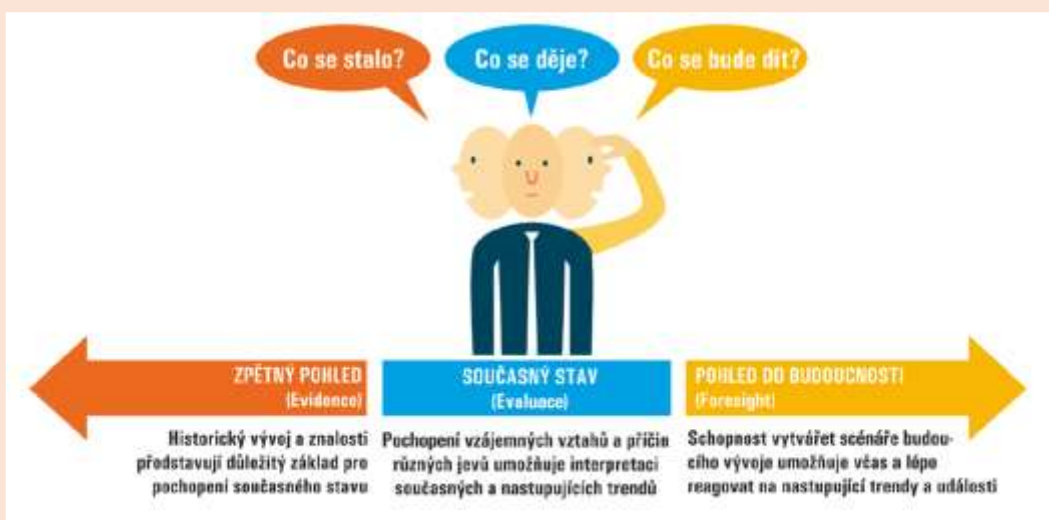 Co se stalo?
Co se děje?
Co se bude dít?
ZPĚTNÝ POHLED
(Evidence)
Historický vývoj a znalosti
představují důležitý základ pro
pochopení současného stavu
SOUČASNÝ STAV
(Evaluace)
Pochopení vzájemných vztahů a příčin
různých jevů umožňuje interpretaci
současných a nastupujících trendů
POHLED DO BUDOUCNOSTI
(Foresight)
Schopnost vytvářet scénáře budou-
cího vývoje umožňuje včas a lépe
reagovat na nastupující trendy a události